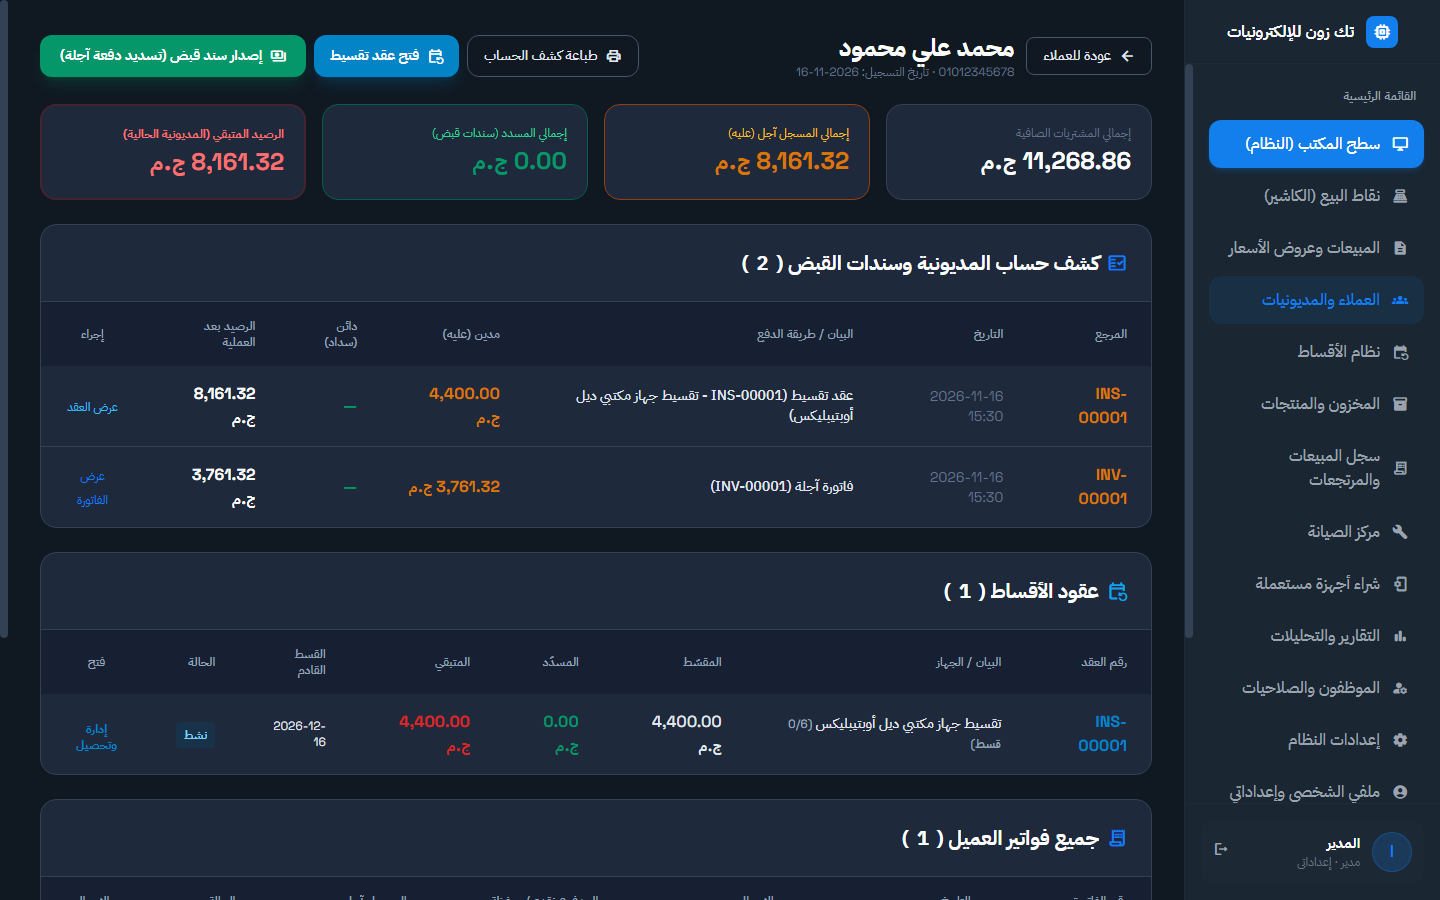 تك زون للإلكترونيات
القائمة الرئيسية
سطح المكتب (النظام)
نقاط البيع (الكاشير)
المبيعات وعروض الأسعار
العملاء والمديونيات
نظام الأقساط
المخزون والمنتجات
سجل المبيعات
والمرتجعات
مركز الصيانة
شراء أجهزة مستعملة
التقارير والتحليلات
الموظفون والصلاحيات
إعدادات النظام
ملفي الشخصي وإعداداتي
ا
المدير
مدير · إعداداتي
عودة للعملاء
محمد علي محمود
01012345678 · تاريخ التسجيل: 2026-11-16
طباعة كشف الحساب
فتح عقد تقسيط
إصدار سند قبض (تسديد دفعة آجلة)
إجمالي المشتريات الصافية
11,268.86 ج.م
إجمالي المسجل آجل (عليه)
8,161.32 ج.م
إجمالي المسدد (سندات قبض)
0.00 ج.م
الرصيد المتبقي (المديونية الحالية)
8,161.32 ج.م
كشف حساب المديونية وسندات القبض ( 2 )
المرجع
التاريخ
البيان / طريقة الدفع
مدين (عليه)
دائن
(سداد)
الرصيد بعد
العملية
إجراء
INS-
00001
2026-11-16
15:30
عقد تقسيط (INS-00001 - تقسيط جهاز مكتبي ديل
أوبتيبليكس)
4,400.00
ج.م
—
8,161.32
ج.م
عرض العقد
INV-
00001
2026-11-16
15:30
فاتورة آجلة (INV-00001)
3,761.32 ج.م
—
3,761.32
ج.م
عرض
الفاتورة
عقود الأقساط ( 1 )
رقم العقد
البيان / الجهاز
المقسّط
المسدّد
المتبقي
القسط
القادم
الحالة
فتح
INS-
00001
تقسيط جهاز مكتبي ديل أوبتيبليكس (0/6
قسط)
4,400.00
ج.م
0.00
ج.م
4,400.00
ج.م
2026-12-
16
نشط
إدارة
وتحصيل
جميع فواتير العميل ( 1 )